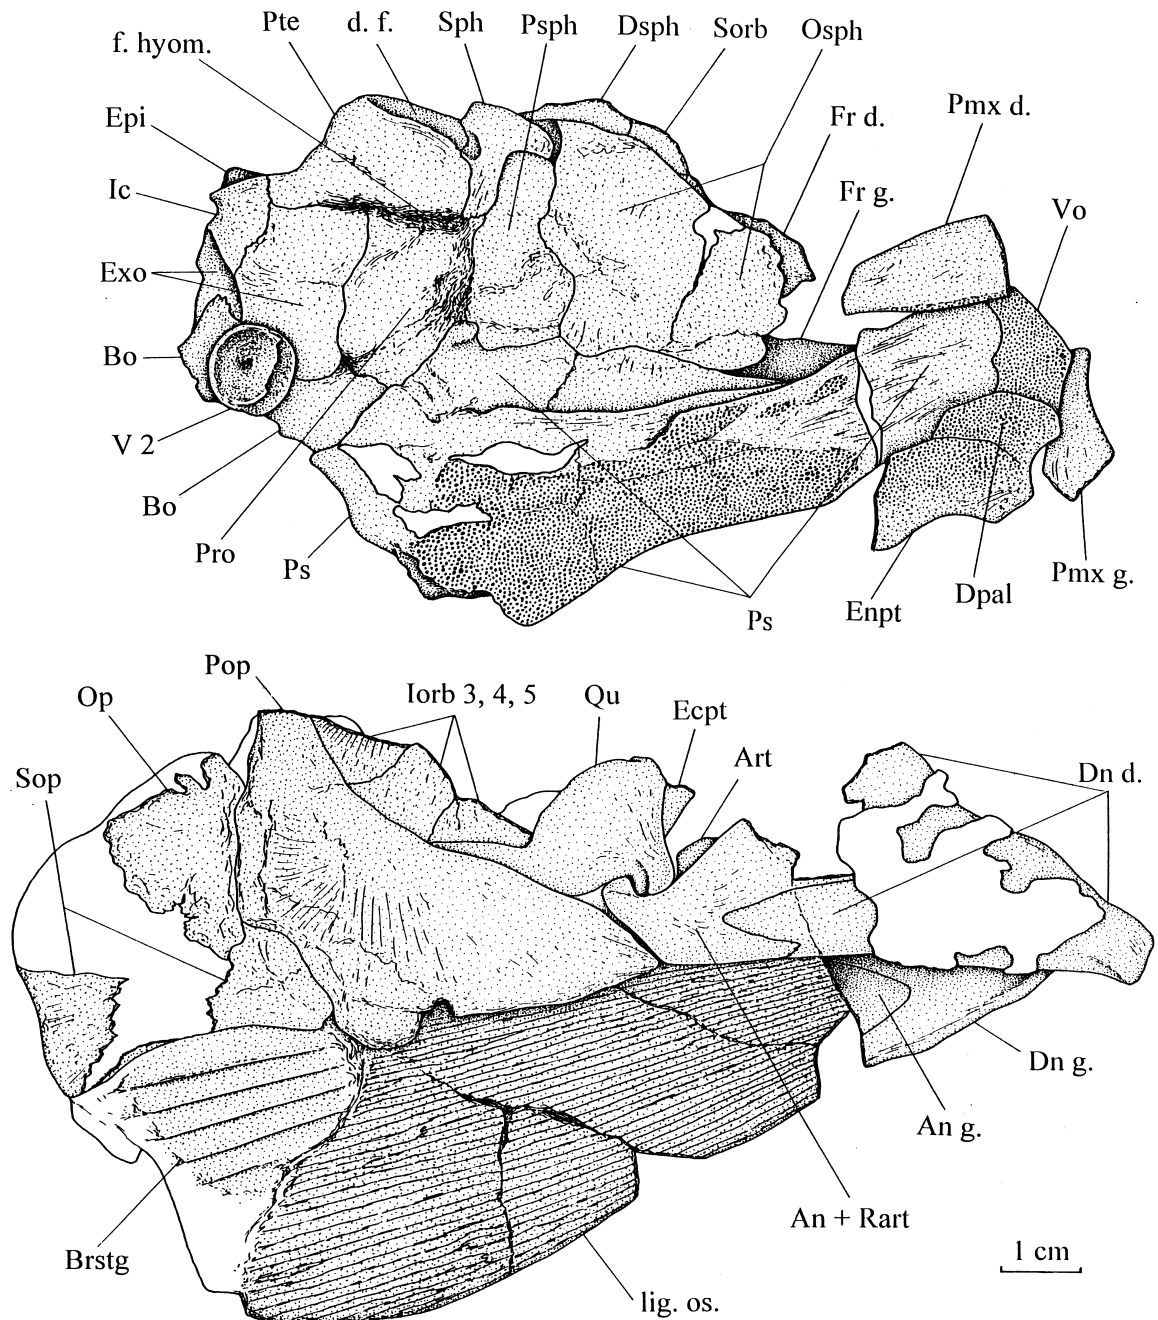 Pte
d. f.
Sph
Psph
Dsph
Sorb
Osph
f. hyom.
Epi
Pmx d.
Fr d.
Ic
Fr g.
Vo
Exo
Bo
V 2
Bo
Pro
Ps
Ps
Enpt
Dpal
Pmx g.
Pop
Op
Iorb 3, 4, 5
Qu
Ecpt
Art
Sop
Dn d.
Dn g.
An g.
An + Rart
Brstg
1 cm
lig. os.